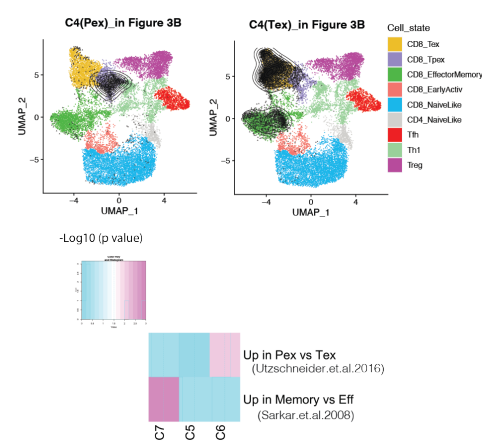 C4(Pex)_in Figure 3B
C4(Tex)_in Figure 3B
Cell_state
CD8_Tex
CD8_Tpex
CD8_EffectorMemory
CD8_EarlyActiv
CD8_NaiveLike
CD4_NaiveLike
Tfh
Th1
Treg
UMAP_2
5
0
−5
−4
0
4
UMAP_1
UMAP_2
5
0
−5
−4
0
4
UMAP_1
-Log10 (p value)
Up in Pex vs Tex
(Utzschneider.et.al.2016)
Up in Memory vs Eff
(Sarkar.et.al.2008)
C7
C5
C6